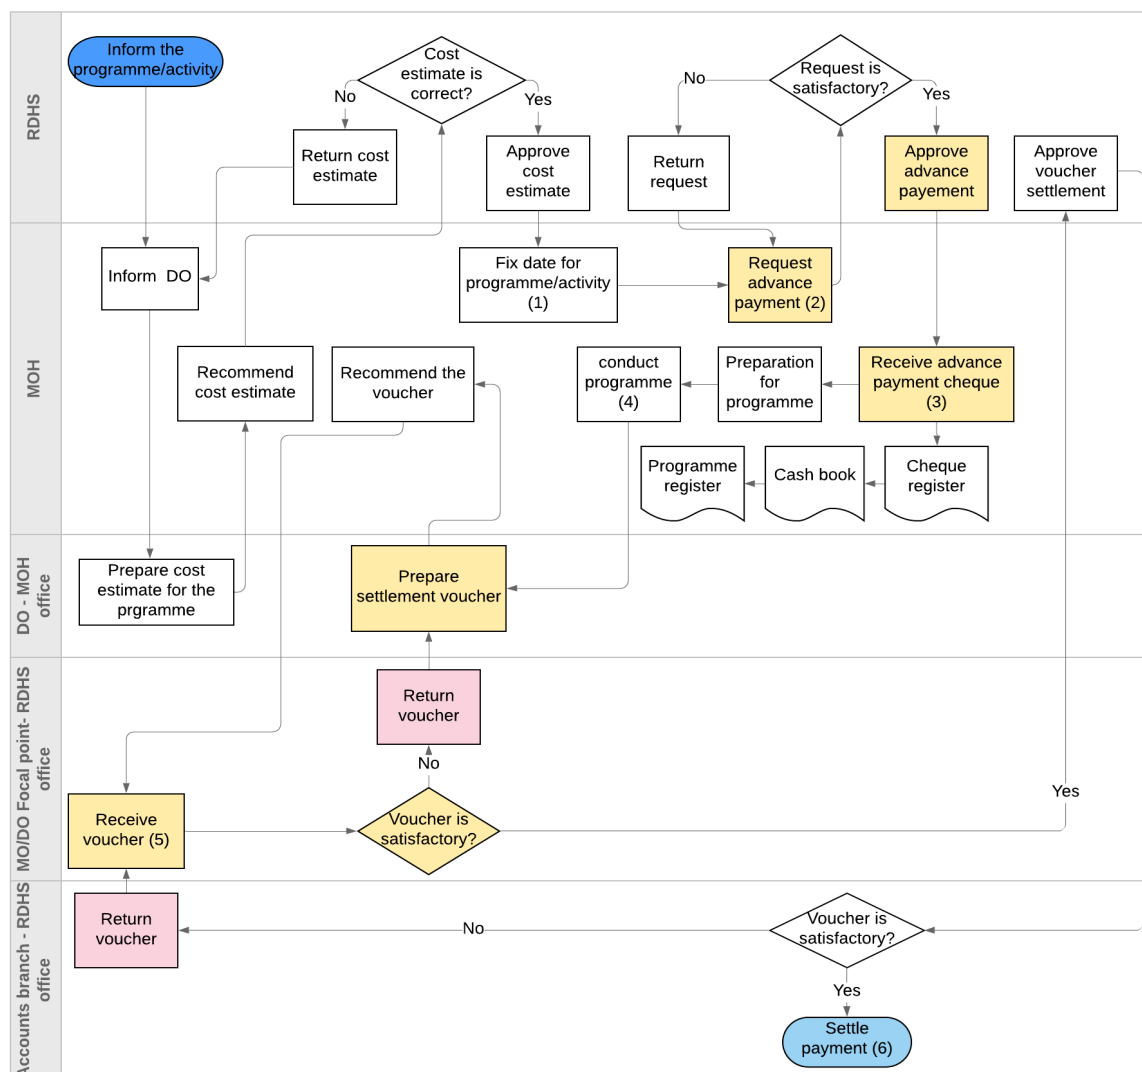 RDHS
Inform the
programme/activity
Cost
estimate is
correct?
No
Yes
Return cost
estimate
Approve
cost
estimate
Request is
satisfactory?
No
Yes
Return
request
Approve
advance
payement
Approve
voucher
settlement
MOH
Inform DO
Fix date for
programme/activity
(1)
Request
advance
payment (2)
Recommend
cost estimate
Recommend the
voucher
conduct
programme
(4)
Preparation
for
programme
Receive advance
payment cheque
(3)
Programme
register
Cash book
Cheque
register
DO - MOH
office
Prepare cost
estimate for the
prgramme
Prepare
settlement voucher
MO/DO Focal point- RDHS
office
Return
voucher
No
Receive
voucher (5)
Voucher is
satisfactory?
Yes
Accounts branch - RDHS
office
Return
voucher
No
Voucher is
satisfactory?
Yes
Settle
payment (6)